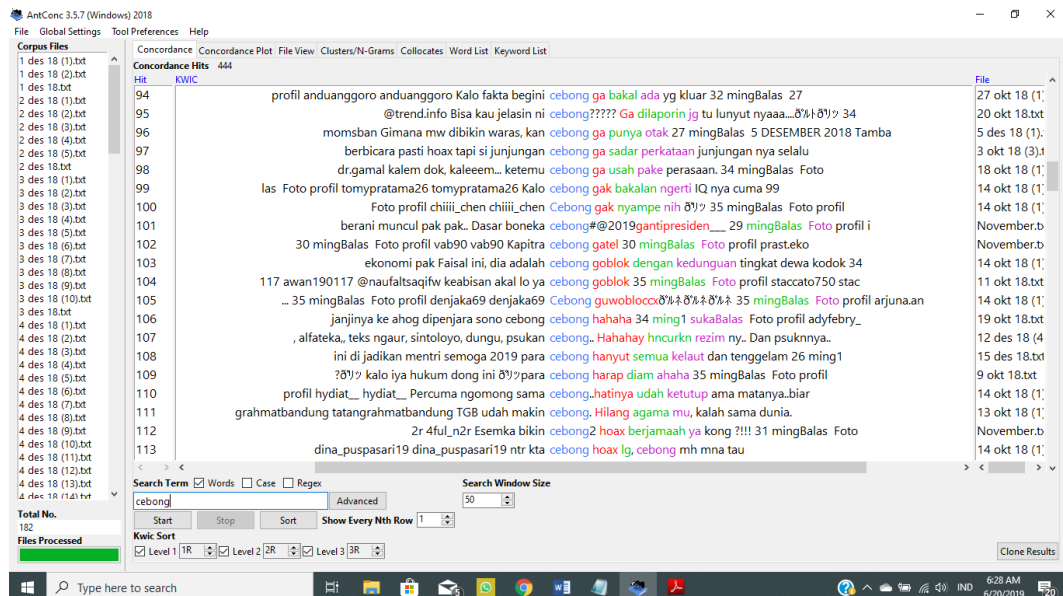 AntConc 3.5.7 (Windows) 2018
File Global Settings Tool Preferences Help
Corpus Files
1 des 18 (1).txt
1 des 18 (2).txt
1 des 18.txt
2 des 18 (1).txt
2 des 18 (2).txt
2 des 18 (3).txt
2 des 18 (4).txt
2 des 18 (5).txt
2 des 18.txt
3 des 18 (1).txt
3 des 18 (2).txt
3 des 18 (3).txt
3 des 18 (4).txt
3 des 18 (5).txt
3 des 18 (6).txt
3 des 18 (7).txt
3 des 18 (8).txt
3 des 18 (9).txt
3 des 18 (10).txt
3 des 18.txt
4 des 18 (1).txt
4 des 18 (2).txt
4 des 18 (3).txt
4 des 18 (4).txt
4 des 18 (5).txt
4 des 18 (6).txt
4 des 18 (7).txt
4 des 18 (8).txt
4 des 18 (9).txt
4 des 18 (10).txt
4 des 18 (11).txt
4 des 18 (12).txt
4 des 18 (13).txt
4 des 18 (14).txt
Total No.
182
Files Processed
Concordance Concordance Plot File View Clusters/N-Grams Collocates Word List Keyword List
Concordance Hits 444
Hit KWIC File
94 profil anduanggoro anduanggoro Kalo fakta begini cebong ga bakal ada yg kluar 32 mingBalas 27 27 okt 18 (1)
95 @trend.info Bisa kau jelasin ni cebong????? Ga dilaporin jg tu lunyut nyaaa.... 34 20 okt 18.txt
96 momsban Gimana mw dibikin waras, kan cebong ga punya otak 27 mingBalas 5 DESEMBER 2018 Tamba 5 des 18 (1).
97 berbicara pasti hoax tapi si junjungan cebong ga sadar perkataan junjungan nya selalu 3 okt 18 (3).t
98 dr.gamal kalem dok, kaleeem... ketemu cebong ga usah pake perasaan. 34 mingBalas Foto 18 okt 18 (1)
99 las Foto profil tomypratama26 tomypratama26 Kalo cebong gak bakalan ngerti IQ nya cuma 99 14 okt 18 (1)
100 Foto profil chiiii_chen chiiii_chen Cebong gak nyampe nih 35 mingBalas Foto profil 14 okt 18 (1)
101 berani muncul pak pak.. Dasar boneka cebong#@2019gantipresiden___ 29 mingBalas Foto profil i November.t
102 30 mingBalas Foto profil vab90 vab90 Kapitra cebong gatel 30 mingBalas Foto profil prast.eko November.t
103 ekonomi pak Faisal ini, dia adalah cebong goblok dengan kedunguan tingkat dewa kodok 34 14 okt 18 (1)
104 117 awan190117 @naufaltsaqifw keabisan akal lo ya cebong goblok 35 mingBalas Foto profil staccato750 stac 11 okt 18.txt
105 ... 35 mingBalas Foto profil denjaka69 denjaka69 Cebong guwobloccx 35 mingBalas Foto profil arjuna.an 14 okt 18 (1)
106 janjinya ke ahog dipenjara sono cebong cebong hahaha 34 ming1 sukaBalas Foto profil adyfebry_ 19 okt 18.txt
107 , alfateka,, teks ngaur, sintoloyo, dungu, psukan cebong.. Hahahay hncurkn rezim ny.. Dan psuknnya.. 12 des 18 (4
108 ini di jadikan mentri semoga 2019 para cebong hanyut semua kelaut dan tenggelam 26 ming1 15 des 18.txt
109 kalo iya hukum dong ini para cebong harap diam ahaha 35 mingBalas Foto profil 9 okt 18.txt
110 profil hydiat__ hydiat__ Percuma ngomong sama cebong..hatinya udah ketutup ama matanya..biar 14 okt 18 (1)
111 grahmatbandung tatangrahmatbandung TGB udah makin cebong. Hilang agama mu, kalah sama dunia. 13 okt 18 (1)
112 2r 4ful_n2r Esemka bikin cebong2 hoax berjamaah ya kong ?!!! 31 mingBalas Foto November.t
113 dina_puspasari19 dina_puspasari19 ntr kta cebong hoax lg, cebong mh mna tau 14 okt 18 (1)
Search Term Words Case Regex Search Window Size
cebong Advanced 50
Start Stop Sort Show Every Nth Row 1
Kwic Sort
Level 1 1R Level 2 2R Level 3 3R Clone Results
Type here to search IND 6:28 AM
6/20/2019 20